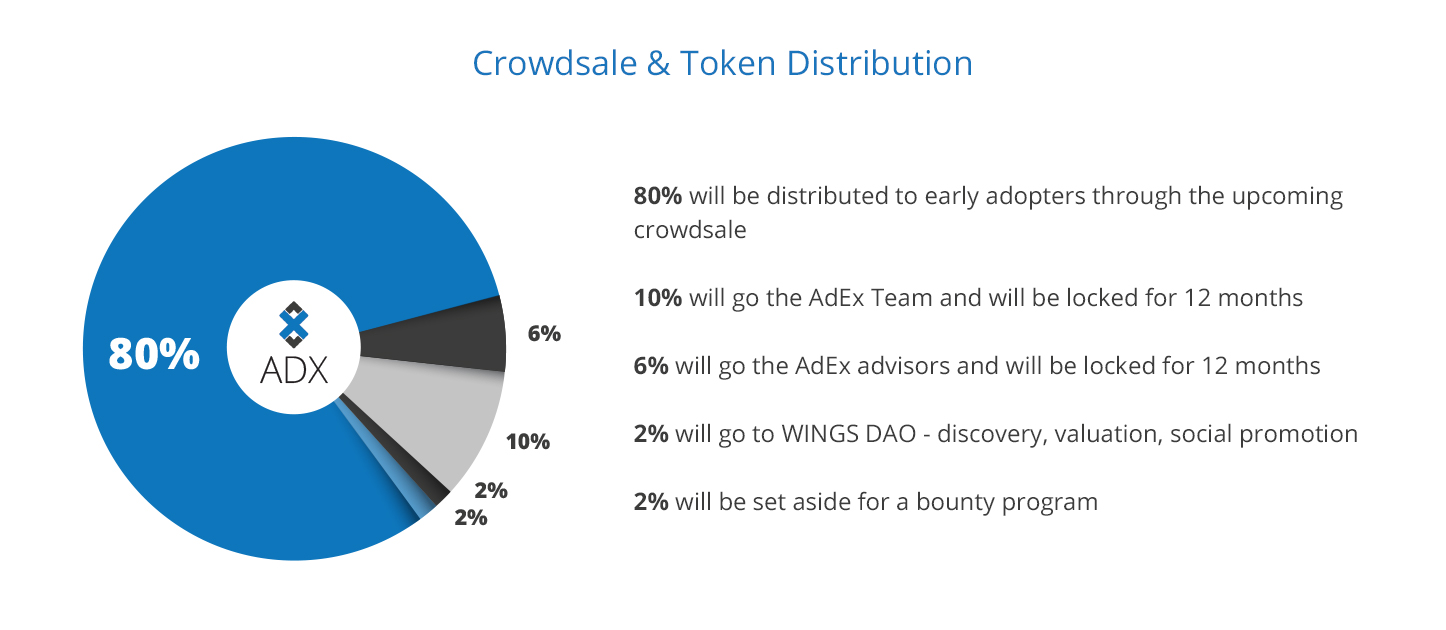 Crowdsale & Token Distribution
80%
ADX
6%
10%
2%
2%
80% will be distributed to early adopters through the upcoming
crowdsale
10% will go the AdEx Team and will be locked for 12 months
6% will go the AdEx advisors and will be locked for 12 months
2% will go to WINGS DAO - discovery, valuation, social promotion
2% will be set aside for a bounty program